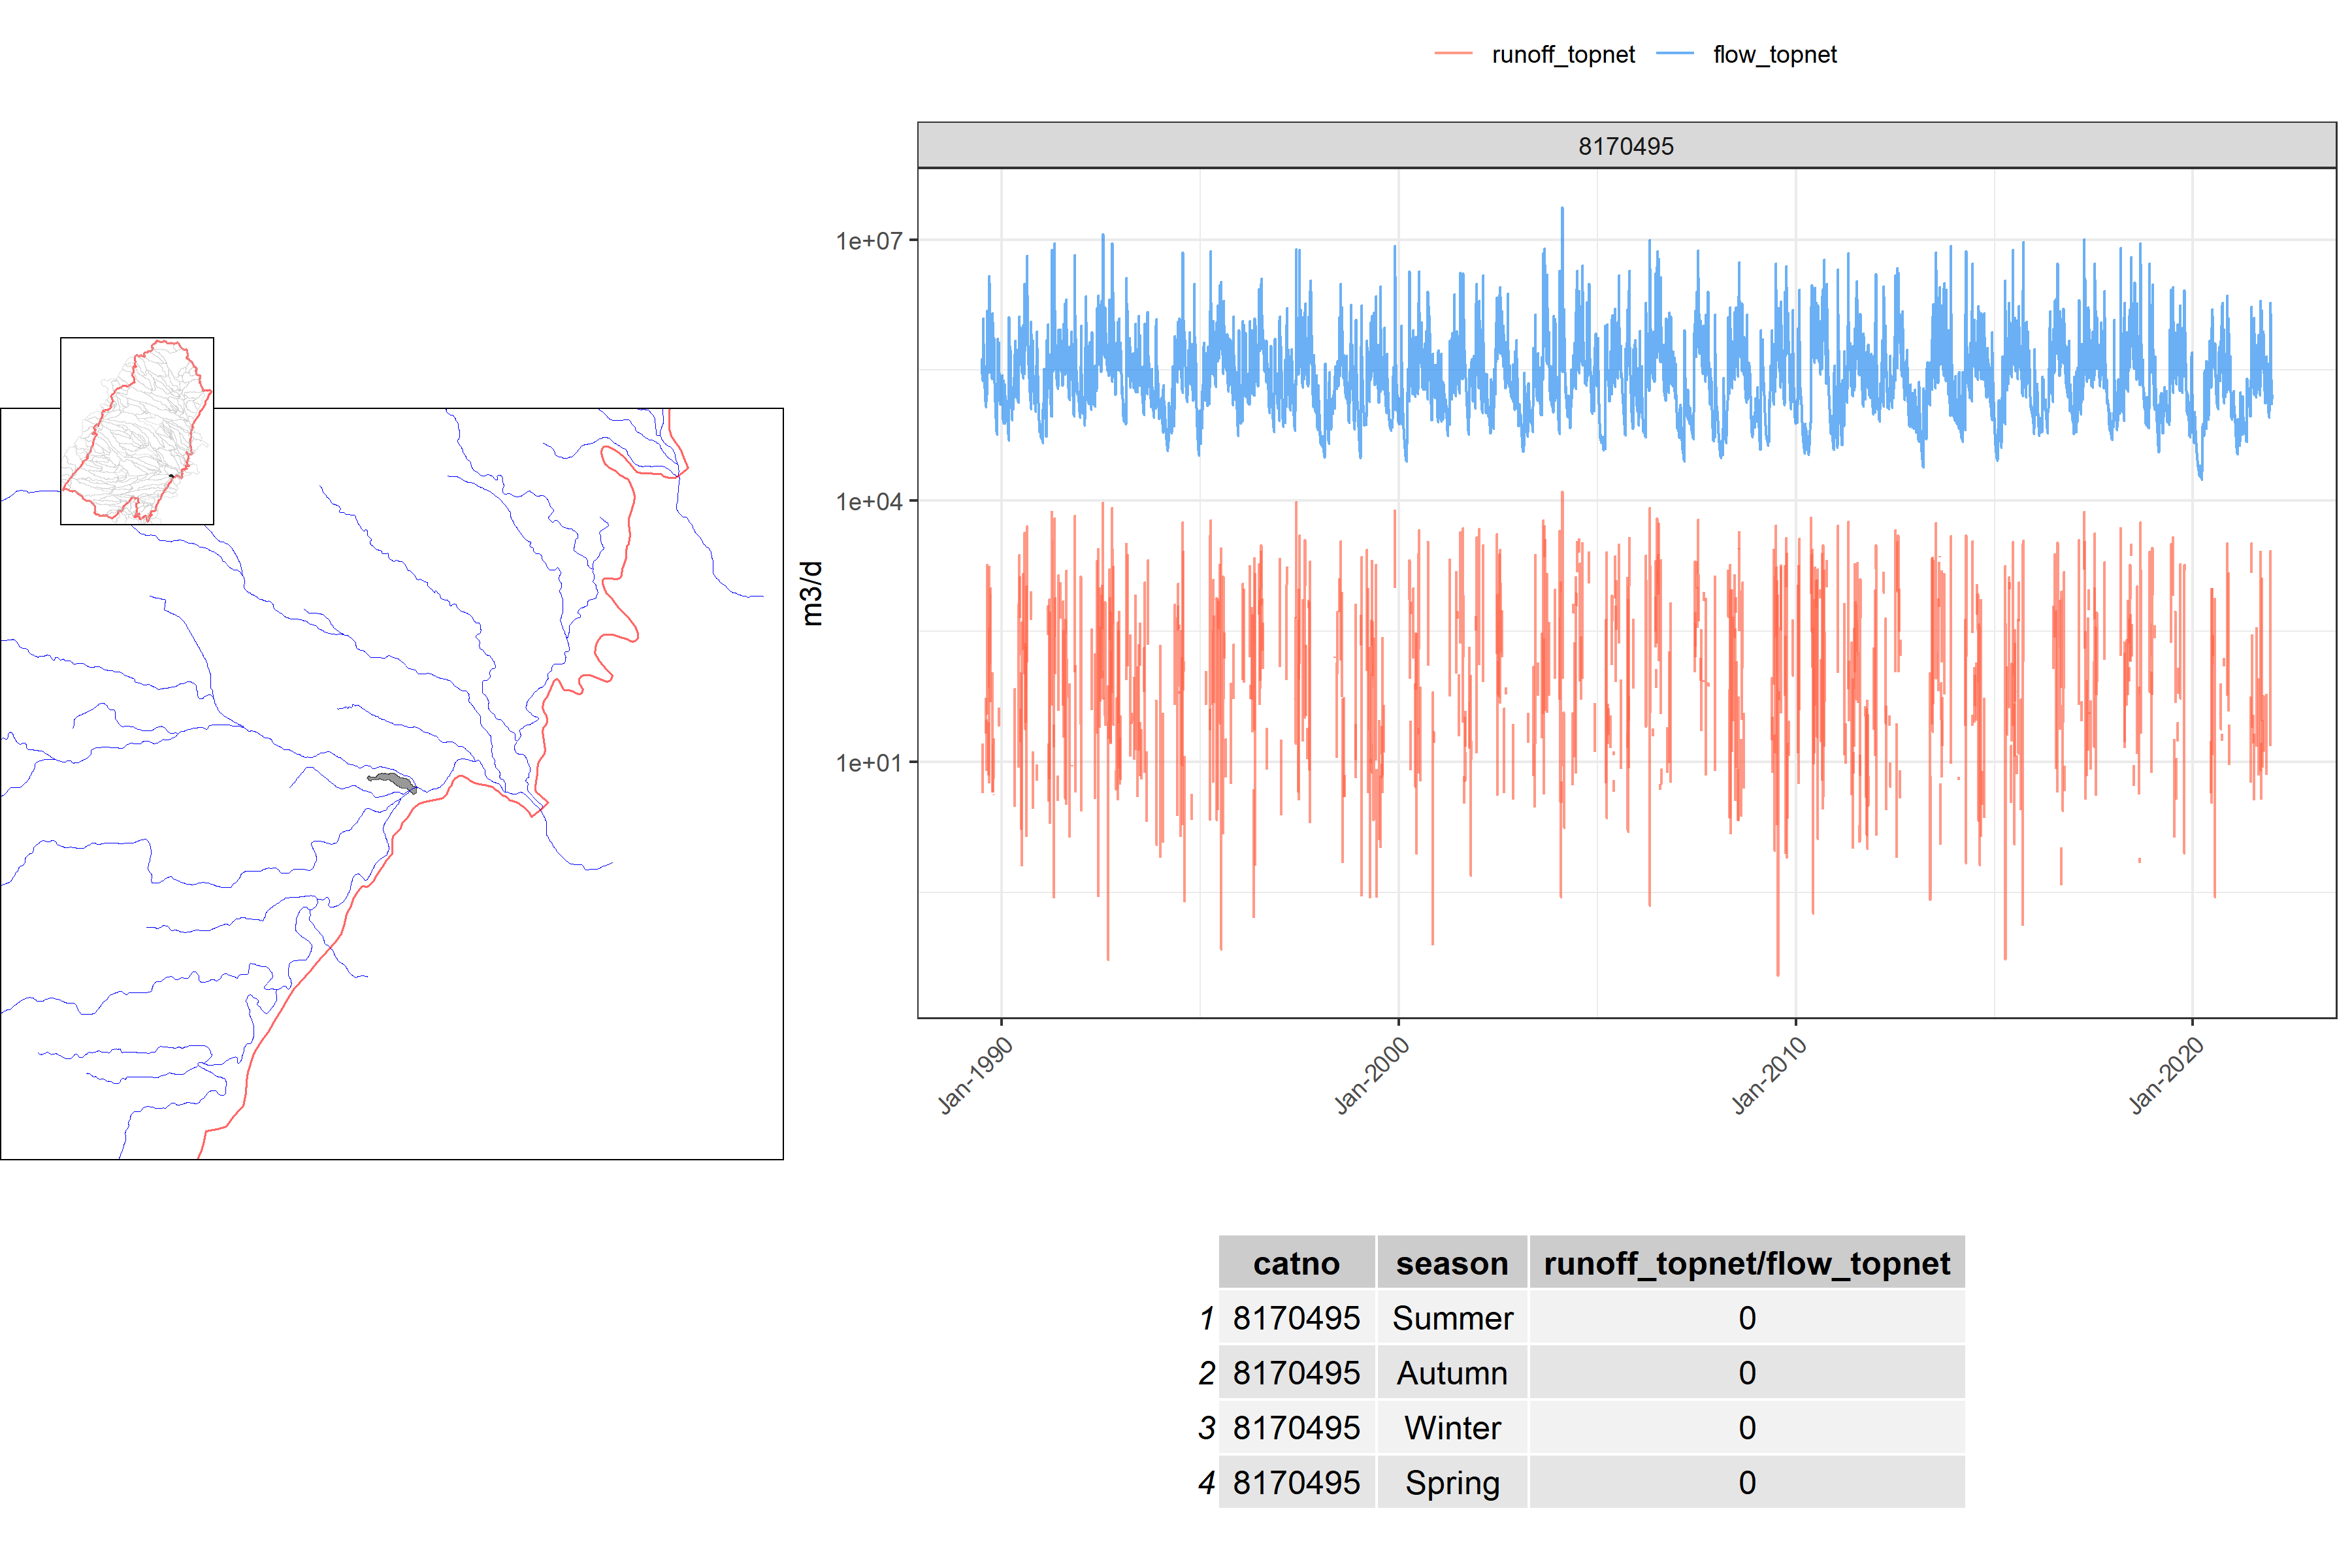 runoff_topnet flow_topnet
8170495
1e+07
1e+04
1e+01
m3/d
Jan-1990 Jan-2000 Jan-2010 Jan-2020
catno season runoff_topnet/flow_topnet
1 8170495 Summer 0
2 8170495 Autumn 0
3 8170495 Winter 0
4 8170495 Spring 0